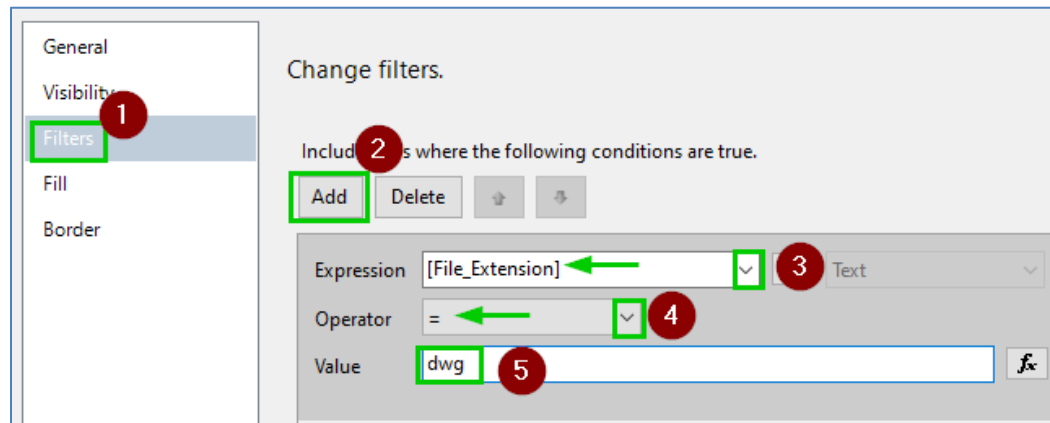 General
Visibility
1
Filters
Fill
Border
Change filters.
2
Includ s where the following conditions are true.
Add Delete
Expression [File_Extension] 3 Text
Operator = 4
Value dwg 5 fx